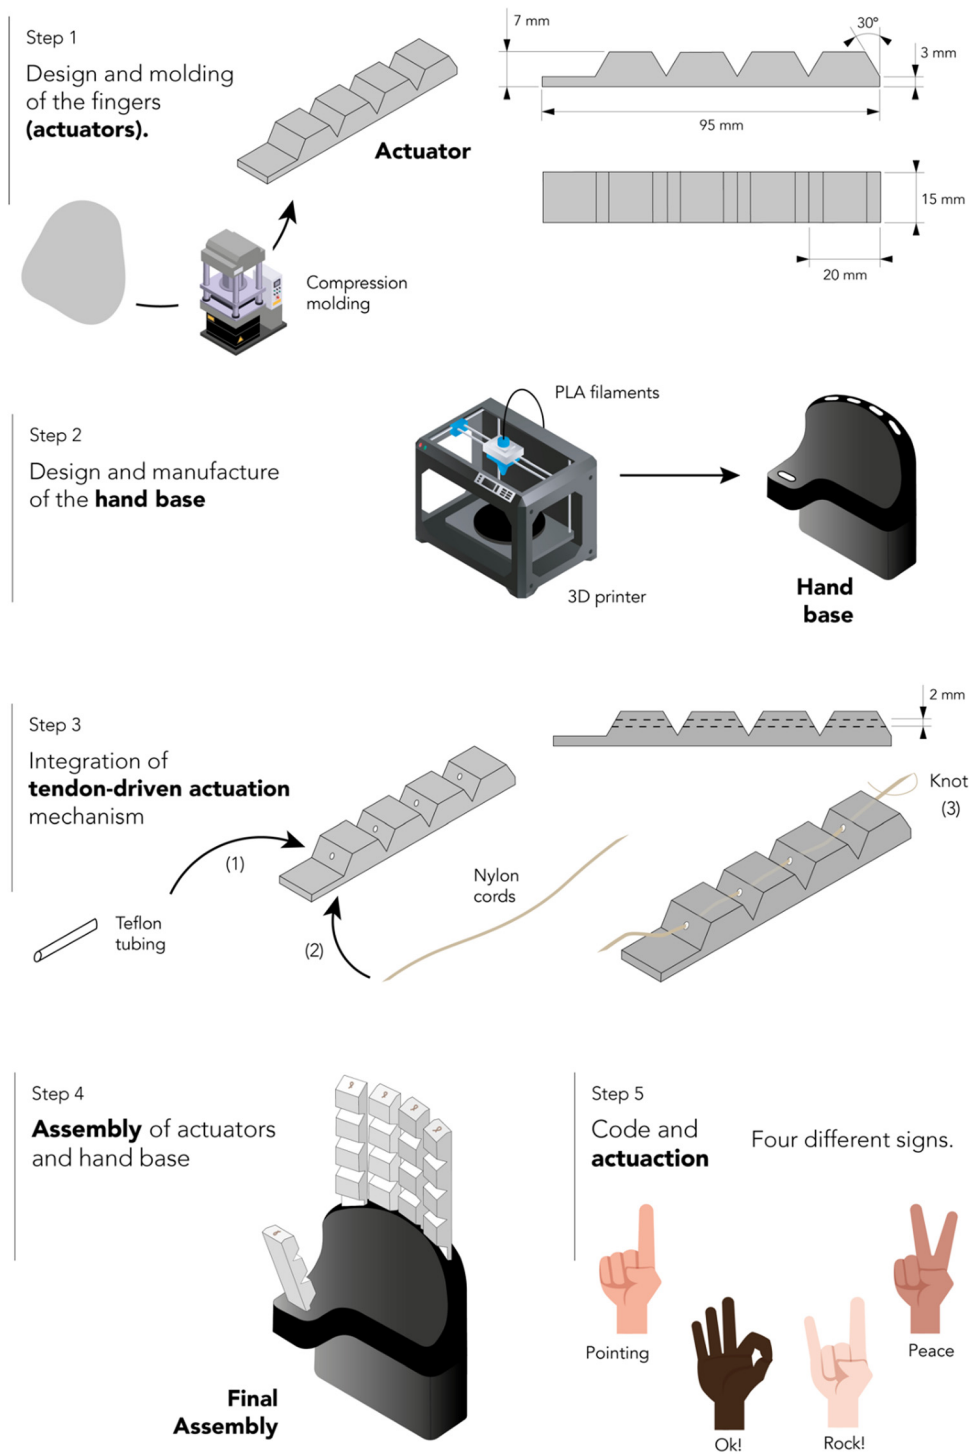 Step 1
Design and molding
of the fingers
(actuators).
Actuator
7 mm
30º
3 mm
95 mm
15 mm
20 mm
Compression
molding
Step 2
Design and manufacture
of the hand base
PLA filaments
3D printer
Hand
base
Step 3
Integration of
tendon-driven actuation
mechanism
2 mm
(1)
Teflon
tubing
(2)
Nylon
cords
Knot
(3)
Step 4
Assembly of actuators
and hand base
Final
Assembly
Step 5
Code and
actuaction
Four different signs.
Pointing
Ok!
Rock!
Peace